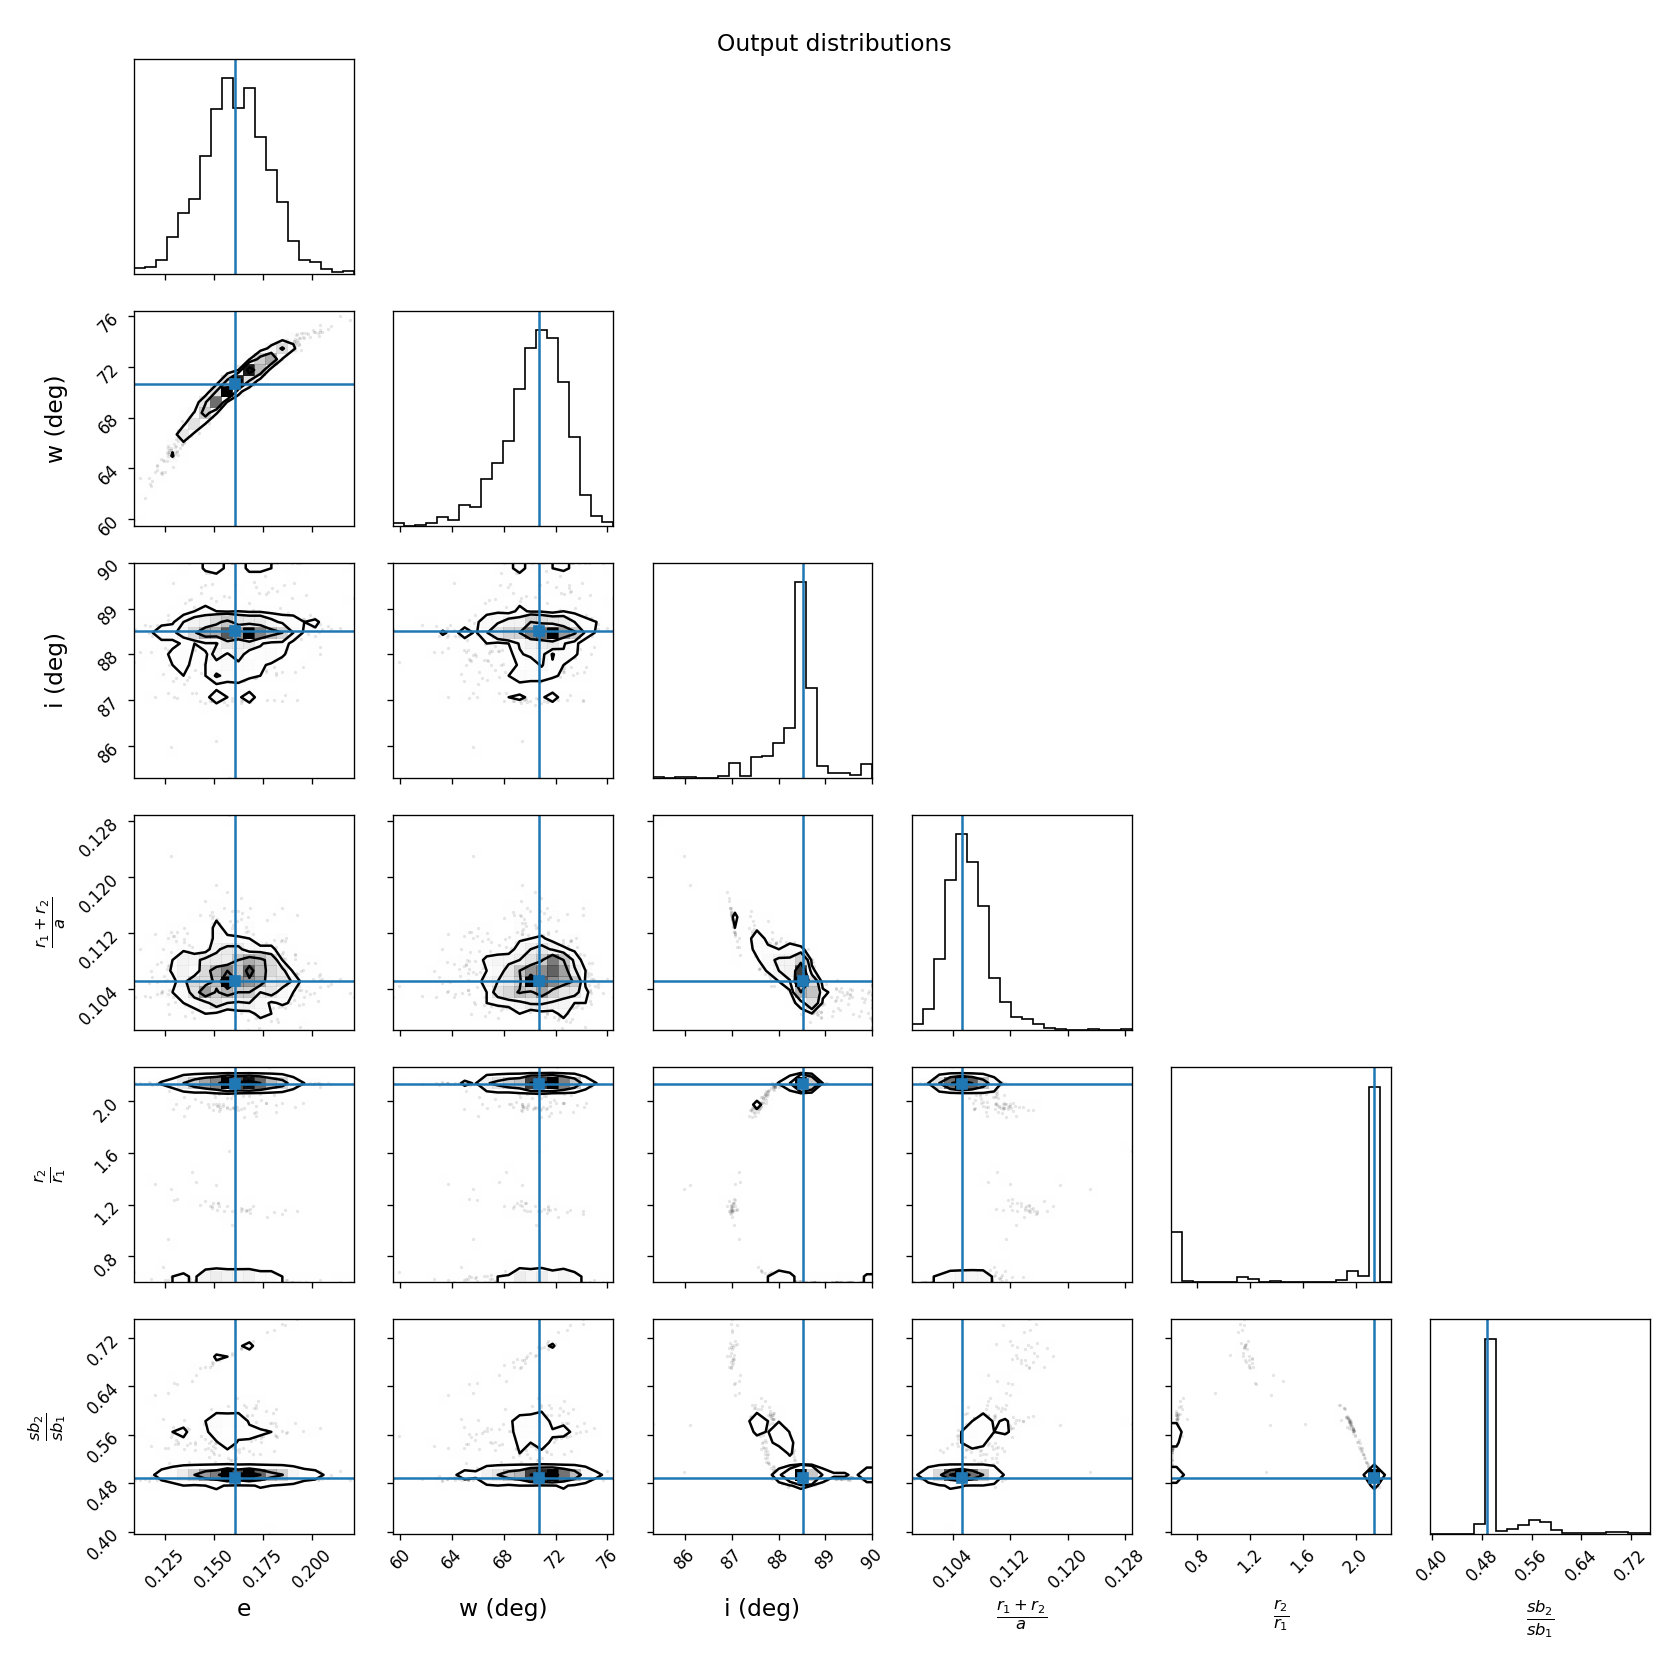 Output distributions
76
72
68
64
60
w (deg)
90
89
88
87
86
i (deg)
0.128
0.120
0.112
0.104
r₁ + r₂
a
2.0
1.6
1.2
0.8
r₂
r₁
0.72
0.64
0.56
0.48
0.40
sb₂
sb₁
0.125 0.150 0.175 0.200 60 64 68 72 76 86 87 88 89 90 0.104 0.112 0.120 0.128 0.8 1.2 1.6 2.0 0.40 0.48 0.56 0.64 0.72
e w (deg) i (deg) r₁ + r₂ r₂ sb₂
a r₁ sb₁